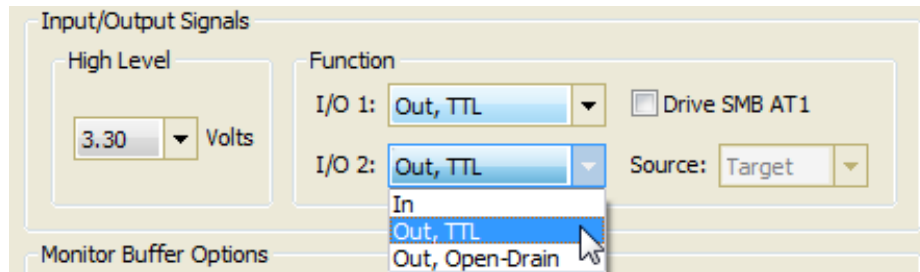 Input/Output Signals
High Level
Function
I/O 1: Out, TTL
Drive SMB AT1
3.30 Volts
I/O 2: Out, TTL
Source: Target
In
Out, TTL
Out, Open-Drain
Monitor Buffer Options